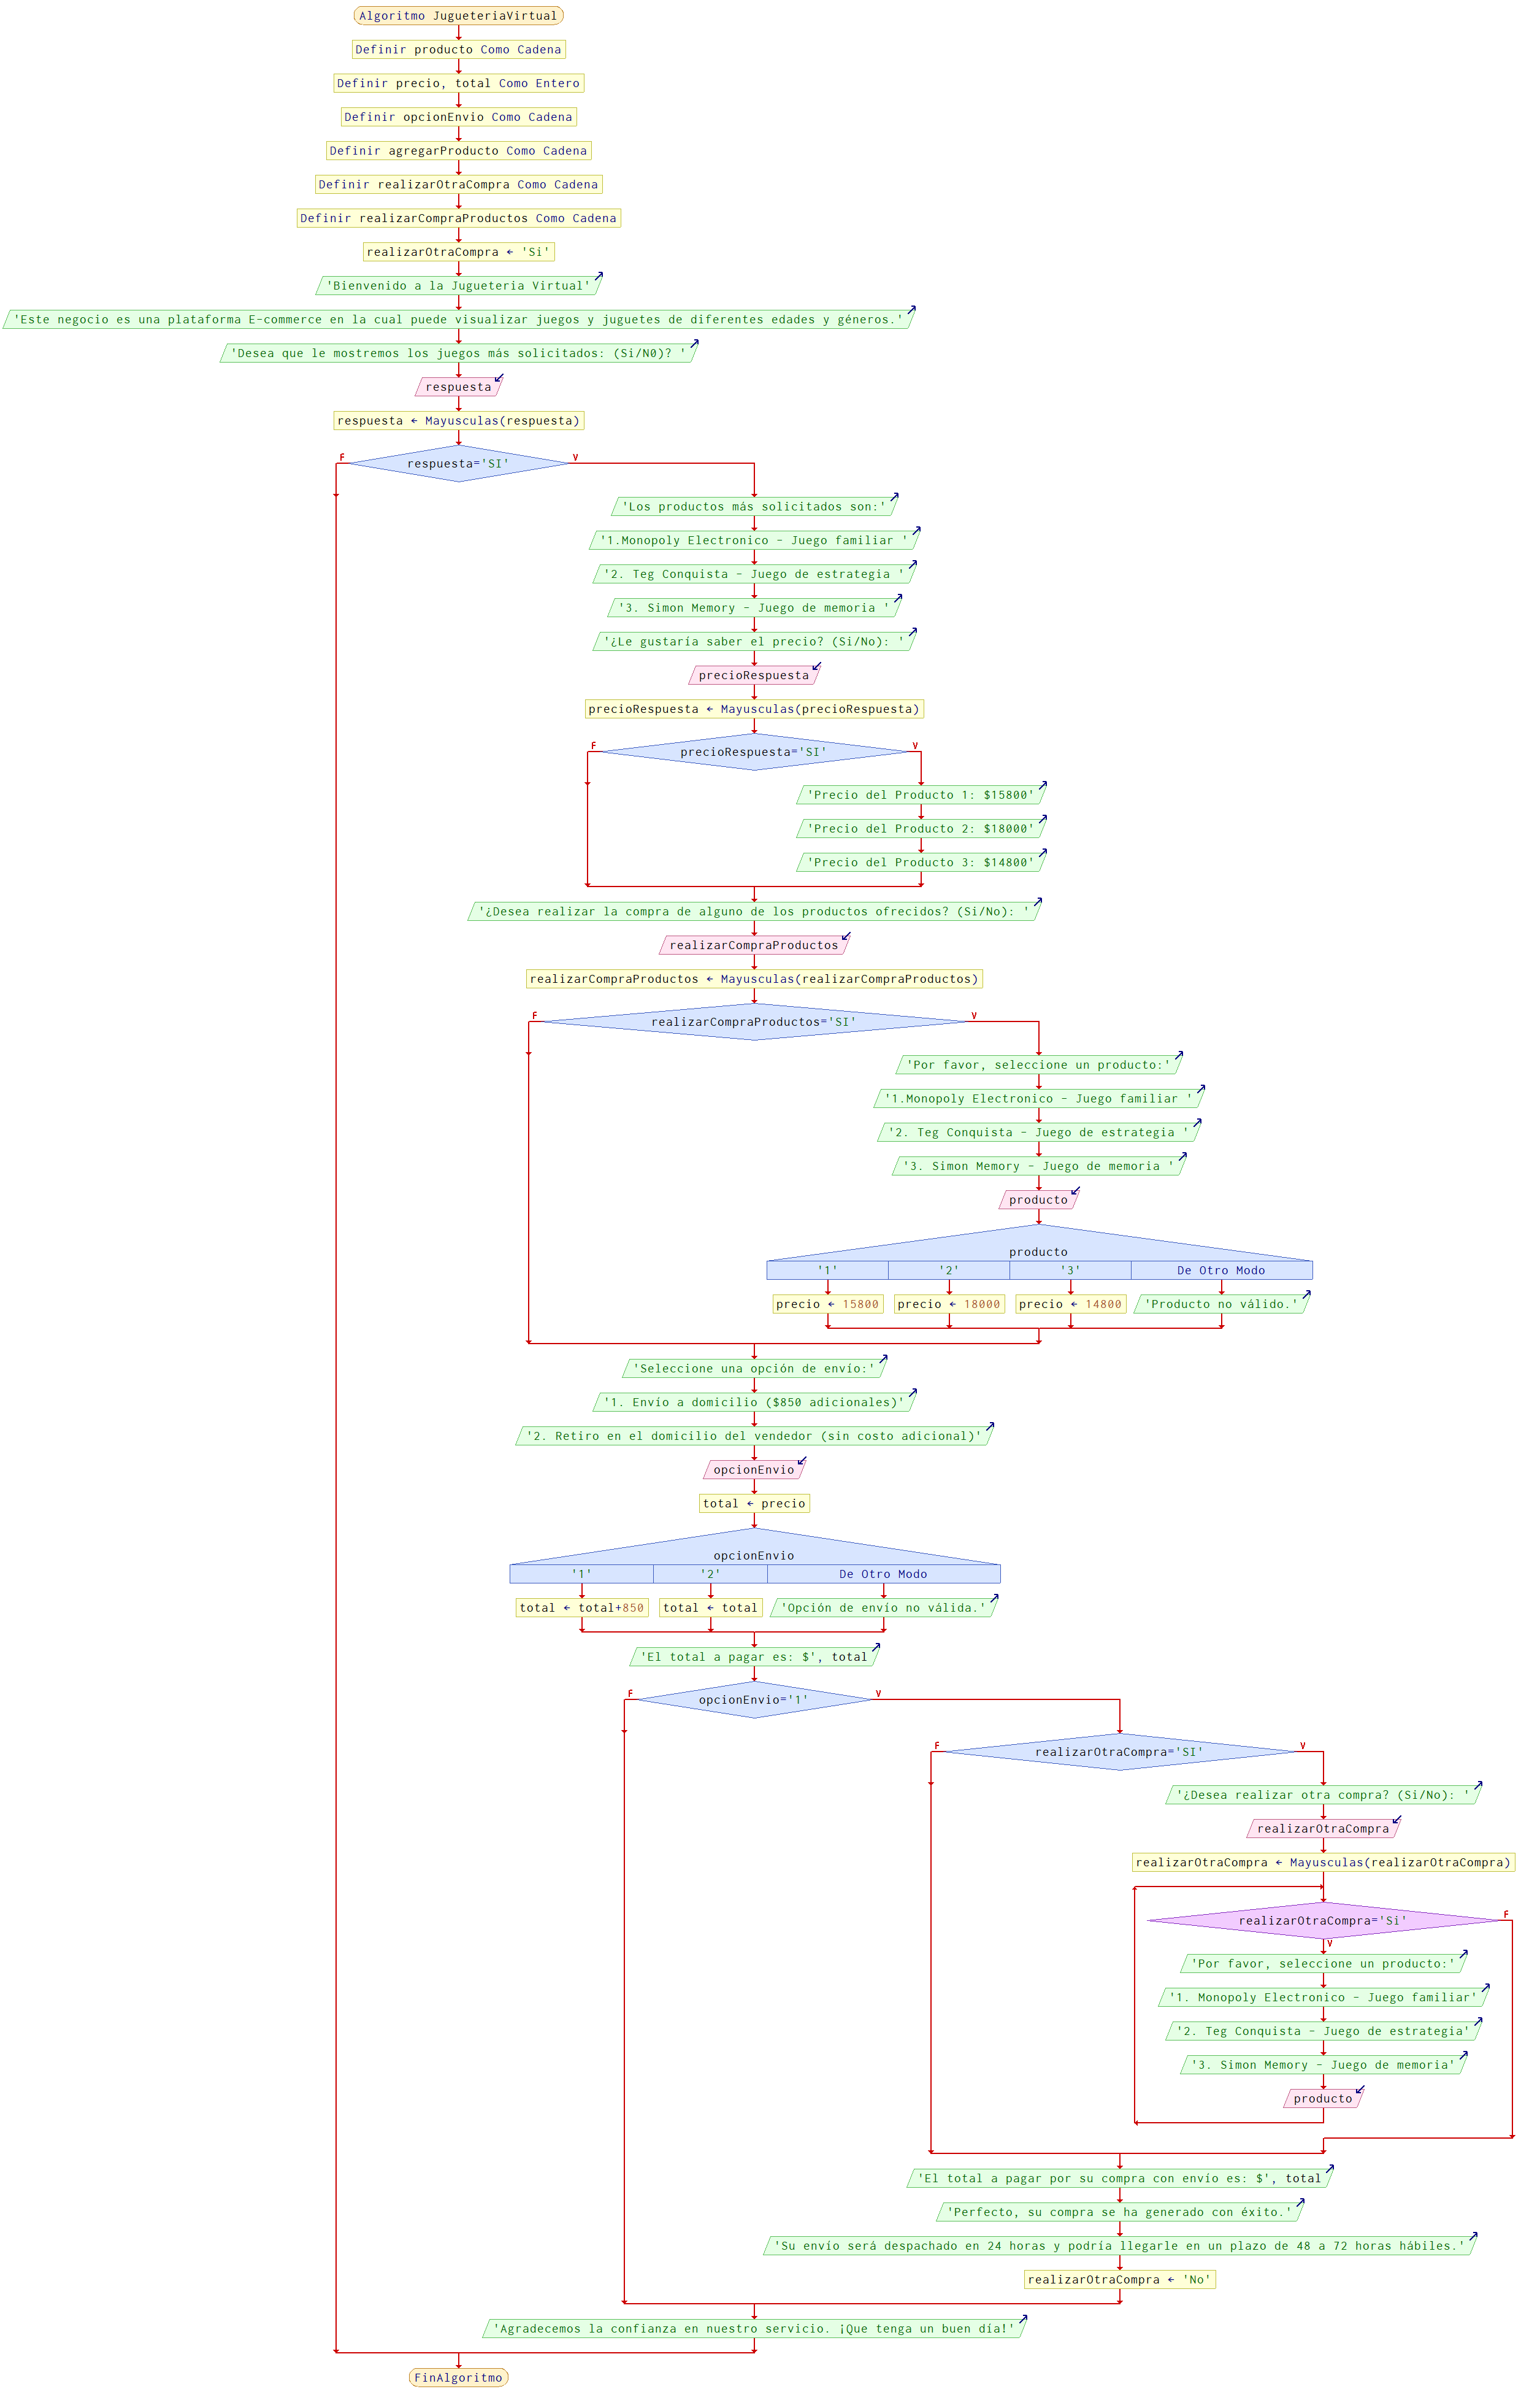 Algoritmo JugueteriaVirtual
Definir producto Como Cadena
Definir precio, total Como Entero
Definir opcionEnvio Como Cadena
Definir agregarProducto Como Cadena
Definir realizarOtraCompra Como Cadena
Definir realizarCompraProductos Como Cadena
realizarOtraCompra ← 'Si'
'Bienvenido a la Jugueteria Virtual'
'Este negocio es una plataforma E-commerce en la cual puede visualizar juegos y juguetes de diferentes edades y géneros.'
'Desea que le mostremos los juegos más solicitados: (Si/N0)? '
respuesta
respuesta ← Mayusculas(respuesta)
F V
respuesta='SI'
'Los productos más solicitados son:'
'1.Monopoly Electronico - Juego familiar '
'2. Teg Conquista - Juego de estrategia '
'3. Simon Memory - Juego de memoria '
'¿Le gustaría saber el precio? (Si/No): '
precioRespuesta
precioRespuesta ← Mayusculas(precioRespuesta)
F V
precioRespuesta='SI'
'Precio del Producto 1: $15800'
'Precio del Producto 2: $18000'
'Precio del Producto 3: $14800'
'¿Desea realizar la compra de alguno de los productos ofrecidos? (Si/No): '
realizarCompraProductos
realizarCompraProductos ← Mayusculas(realizarCompraProductos)
F V
realizarCompraProductos='SI'
'Por favor, seleccione un producto:'
'1.Monopoly Electronico - Juego familiar '
'2. Teg Conquista - Juego de estrategia '
'3. Simon Memory - Juego de memoria '
producto
producto
'1' '2' '3' De Otro Modo
precio ← 15800 precio ← 18000 precio ← 14800 'Producto no válido.'
'Seleccione una opción de envío:'
'1. Envío a domicilio ($850 adicionales)'
'2. Retiro en el domicilio del vendedor (sin costo adicional)'
opcionEnvio
total ← precio
opcionEnvio
'1' '2' De Otro Modo
total ← total+850 total ← total 'Opción de envío no válida.'
'El total a pagar es: $', total
F V
opcionEnvio='1'
F V
realizarOtraCompra='SI'
'¿Desea realizar otra compra? (Si/No): '
realizarOtraCompra
realizarOtraCompra ← Mayusculas(realizarOtraCompra)
realizarOtraCompra='Si' F
V
'Por favor, seleccione un producto:'
'1. Monopoly Electronico - Juego familiar'
'2. Teg Conquista - Juego de estrategia'
'3. Simon Memory - Juego de memoria'
producto
'El total a pagar por su compra con envío es: $', total
'Perfecto, su compra se ha generado con éxito.'
'Su envío será despachado en 24 horas y podría llegarle en un plazo de 48 a 72 horas hábiles.'
realizarOtraCompra ← 'No'
'Agradecemos la confianza en nuestro servicio. ¡Que tenga un buen día!'
FinAlgoritmo